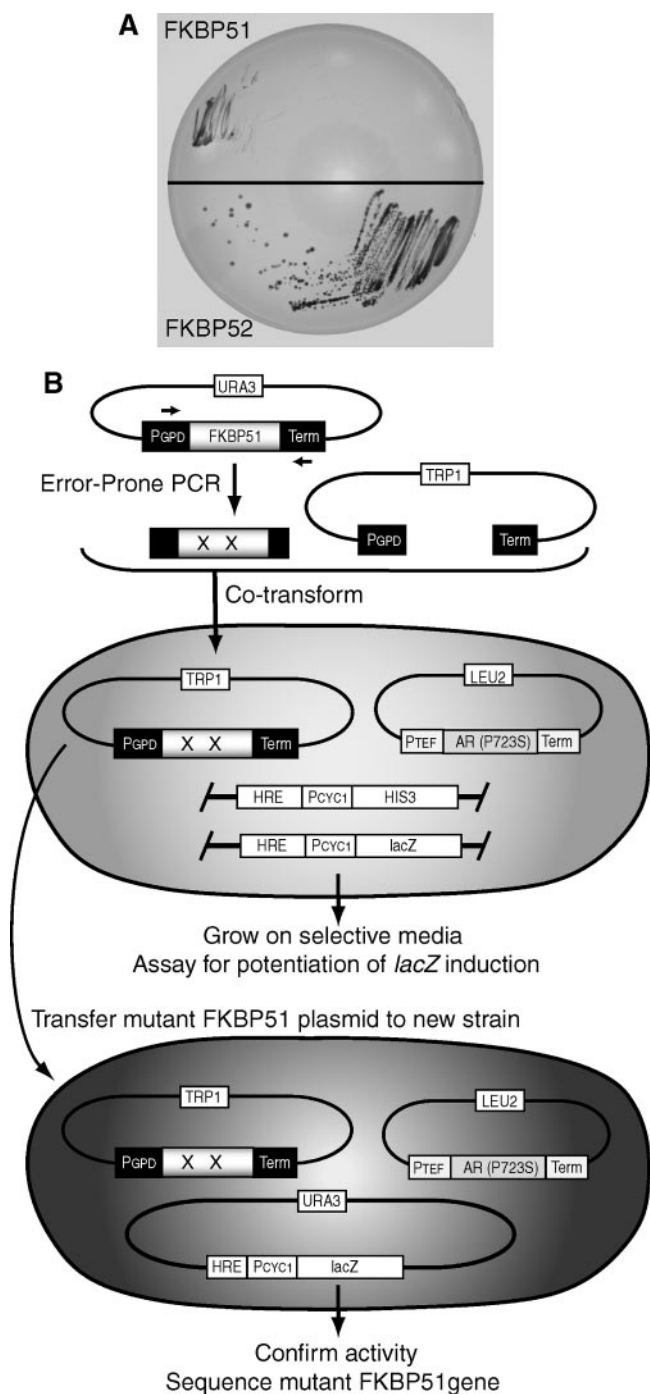 A
FKBP51
FKBP52
B
URA3
PGPD FKBP51 Term
Error-Prone PCR
TRP1
X X
PGPD Term
Co-transform
TRP1
LEU2
PGPD X X Term
PTEF AR (P723S) Term
HRE PCYC1 HIS3
HRE PCYC1 lacZ
Grow on selective media
Assay for potentiation of lacZ induction
Transfer mutant FKBP51 plasmid to new strain
TRP1
LEU2
PGPD X X Term
PTEF AR (P723S) Term
URA3
HRE PCYC1 lacZ
Confirm activity
Sequence mutant FKBP51gene